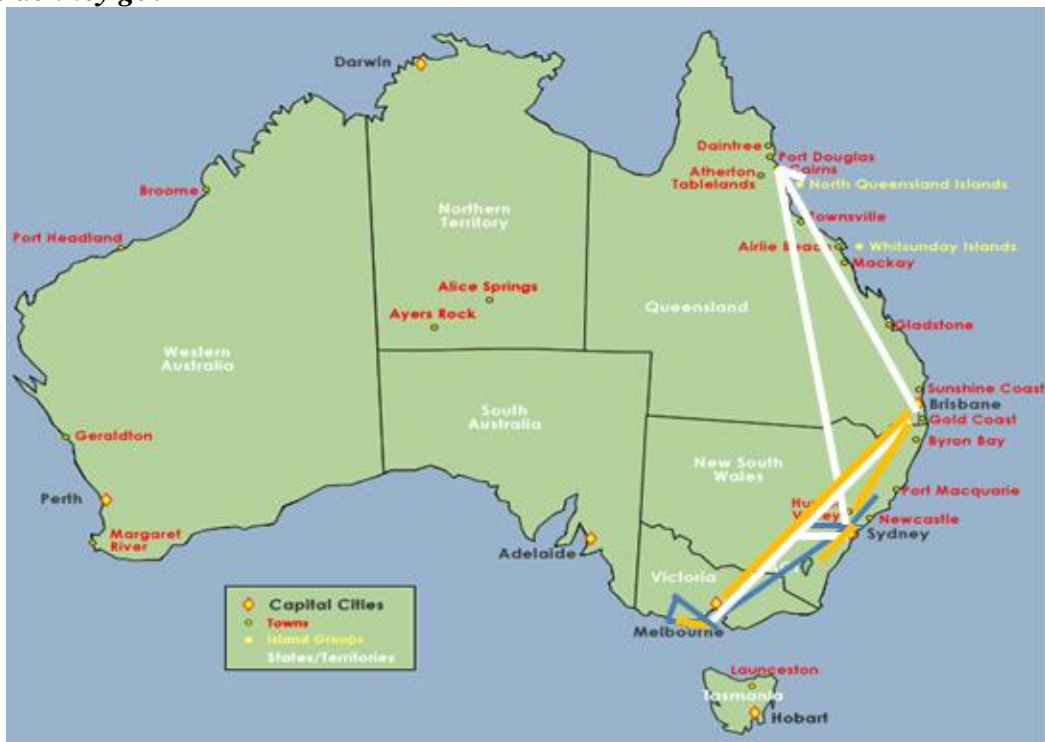 Darwin
Daintree
Port Douglas
Cairns
Atherton
Tablelands
North Queensland Islands
Broome
Northern
Territory
Townsville
Port Headland
Airlie Beach
Whitsunday Islands
Mackay
Alice Springs
Queensland
Ayers Rock
Gladstone
Western
Australia
Sunshine Coast
Brisbane
South
Australia
Gold Coast
Geraldton
Byron Bay
New South
Wales
Perth
Port Macquarie
Newcastle
Margaret
River
Sydney
Adelaide
Victoria
Capital Cities
Towns
Island Groups
States/Territories
Melbourne
Launceston
Tasmania
Hobart